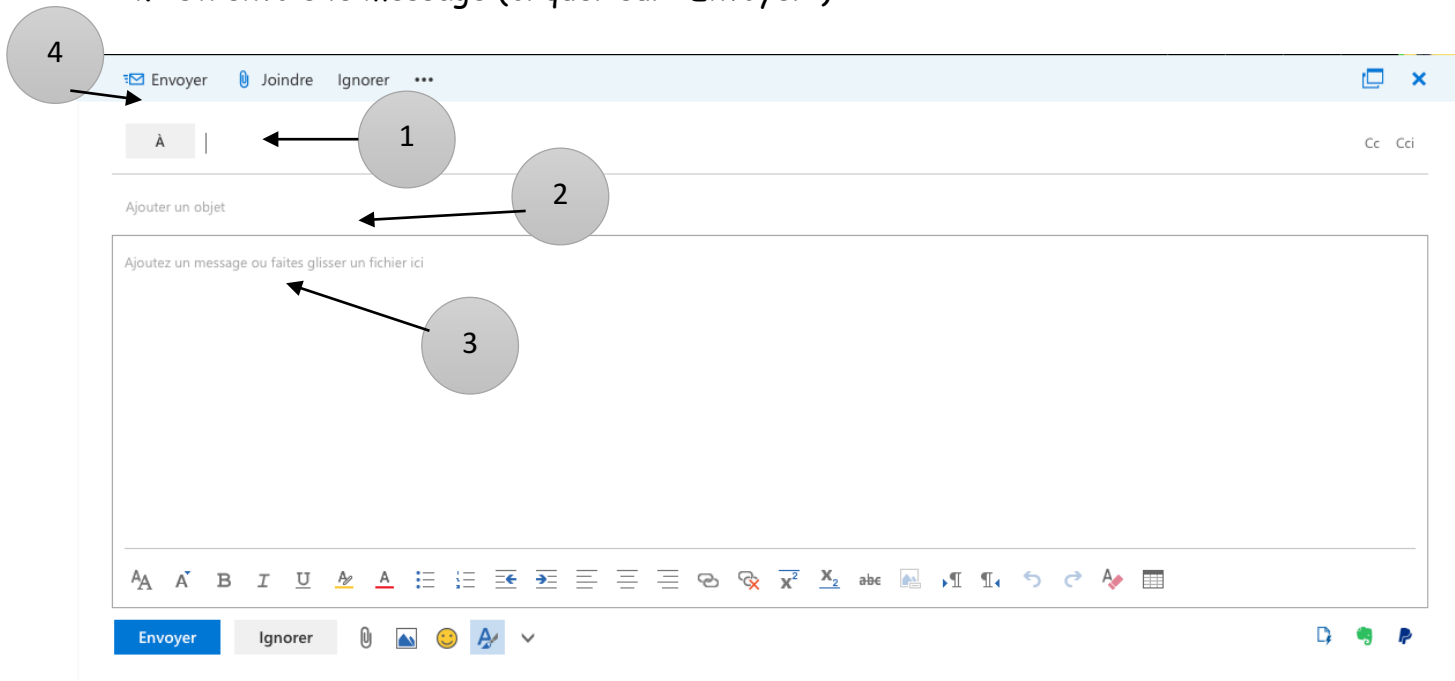 4
Envoyer Joindre Ignorer •••
À 1 Cc Cci
2
Ajouter un objet
Ajoutez un message ou faites glisser un fichier ici
3
Envoyer Ignorer